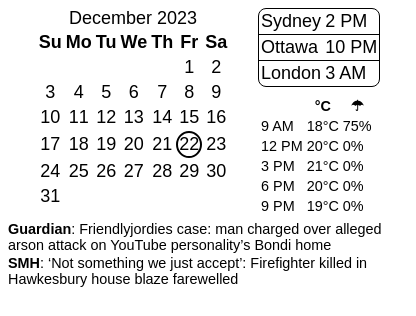 December 2023
Su Mo Tu We Th Fr Sa
1 2
3 4 5 6 7 8 9
10 11 12 13 14 15 16
17 18 19 20 21 22 23
24 25 26 27 28 29 30
31
Sydney 2 PM
Ottawa 10 PM
London 3 AM
°C ☂
9 AM 18°C 75%
12 PM 20°C 0%
3 PM 21°C 0%
6 PM 20°C 0%
9 PM 19°C 0%
Guardian: Friendlyjordies case: man charged over alleged
arson attack on YouTube personality’s Bondi home
SMH: ‘Not something we just accept’: Firefighter killed in
Hawkesbury house blaze farewelled